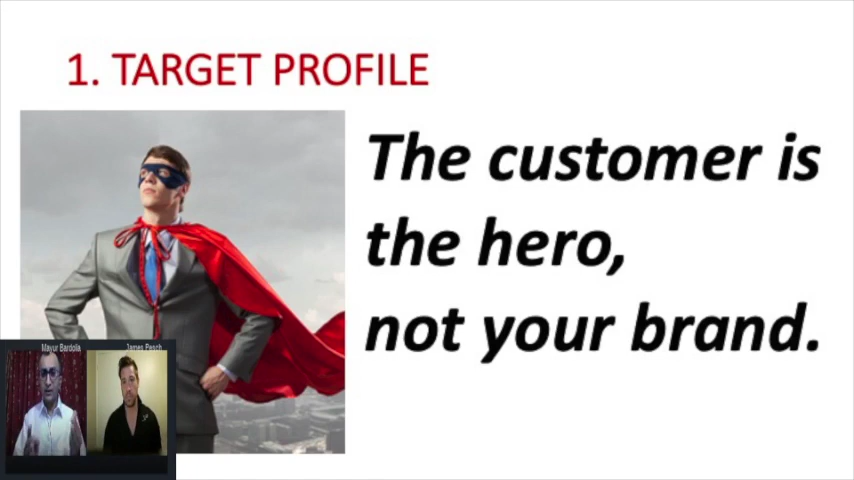 1. TARGET PROFILE
The customer is
the hero,
not your brand.
Mayur Bardolia
James Pesch